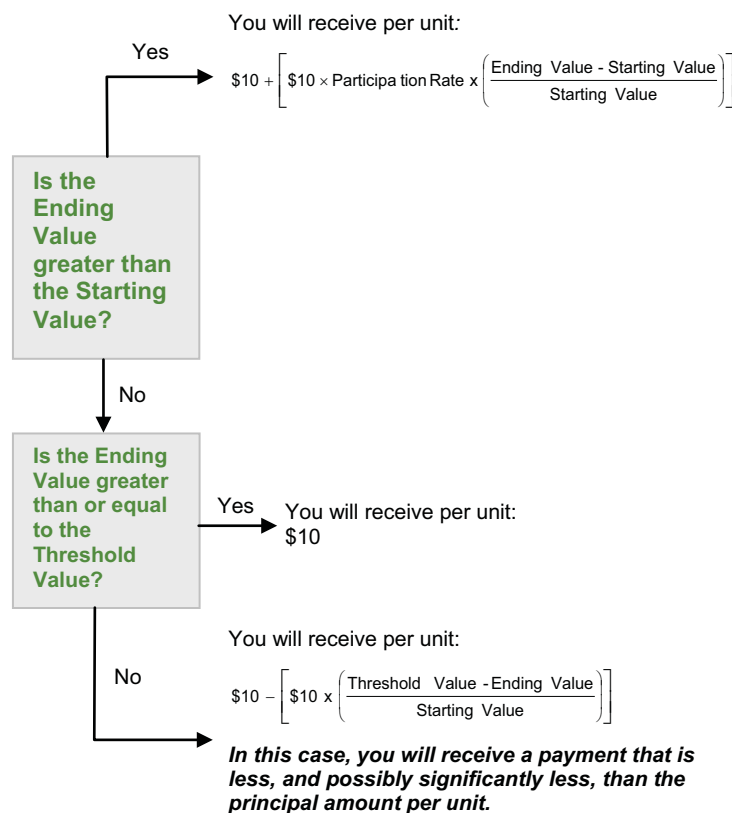 You will receive per unit:
Yes
$10 + [ $10 × Participa tion Rate x ( Ending Value - Starting Value / Starting Value ) ]
Is the
Ending
Value
greater than
the Starting
Value?
No
Is the Ending
Value greater
than or equal
to the
Threshold
Value?
Yes
You will receive per unit:
$10
No
You will receive per unit:
$10 − [ $10 x ( Threshold Value - Ending Value / Starting Value ) ]
In this case, you will receive a payment that is
less, and possibly significantly less, than the
principal amount per unit.